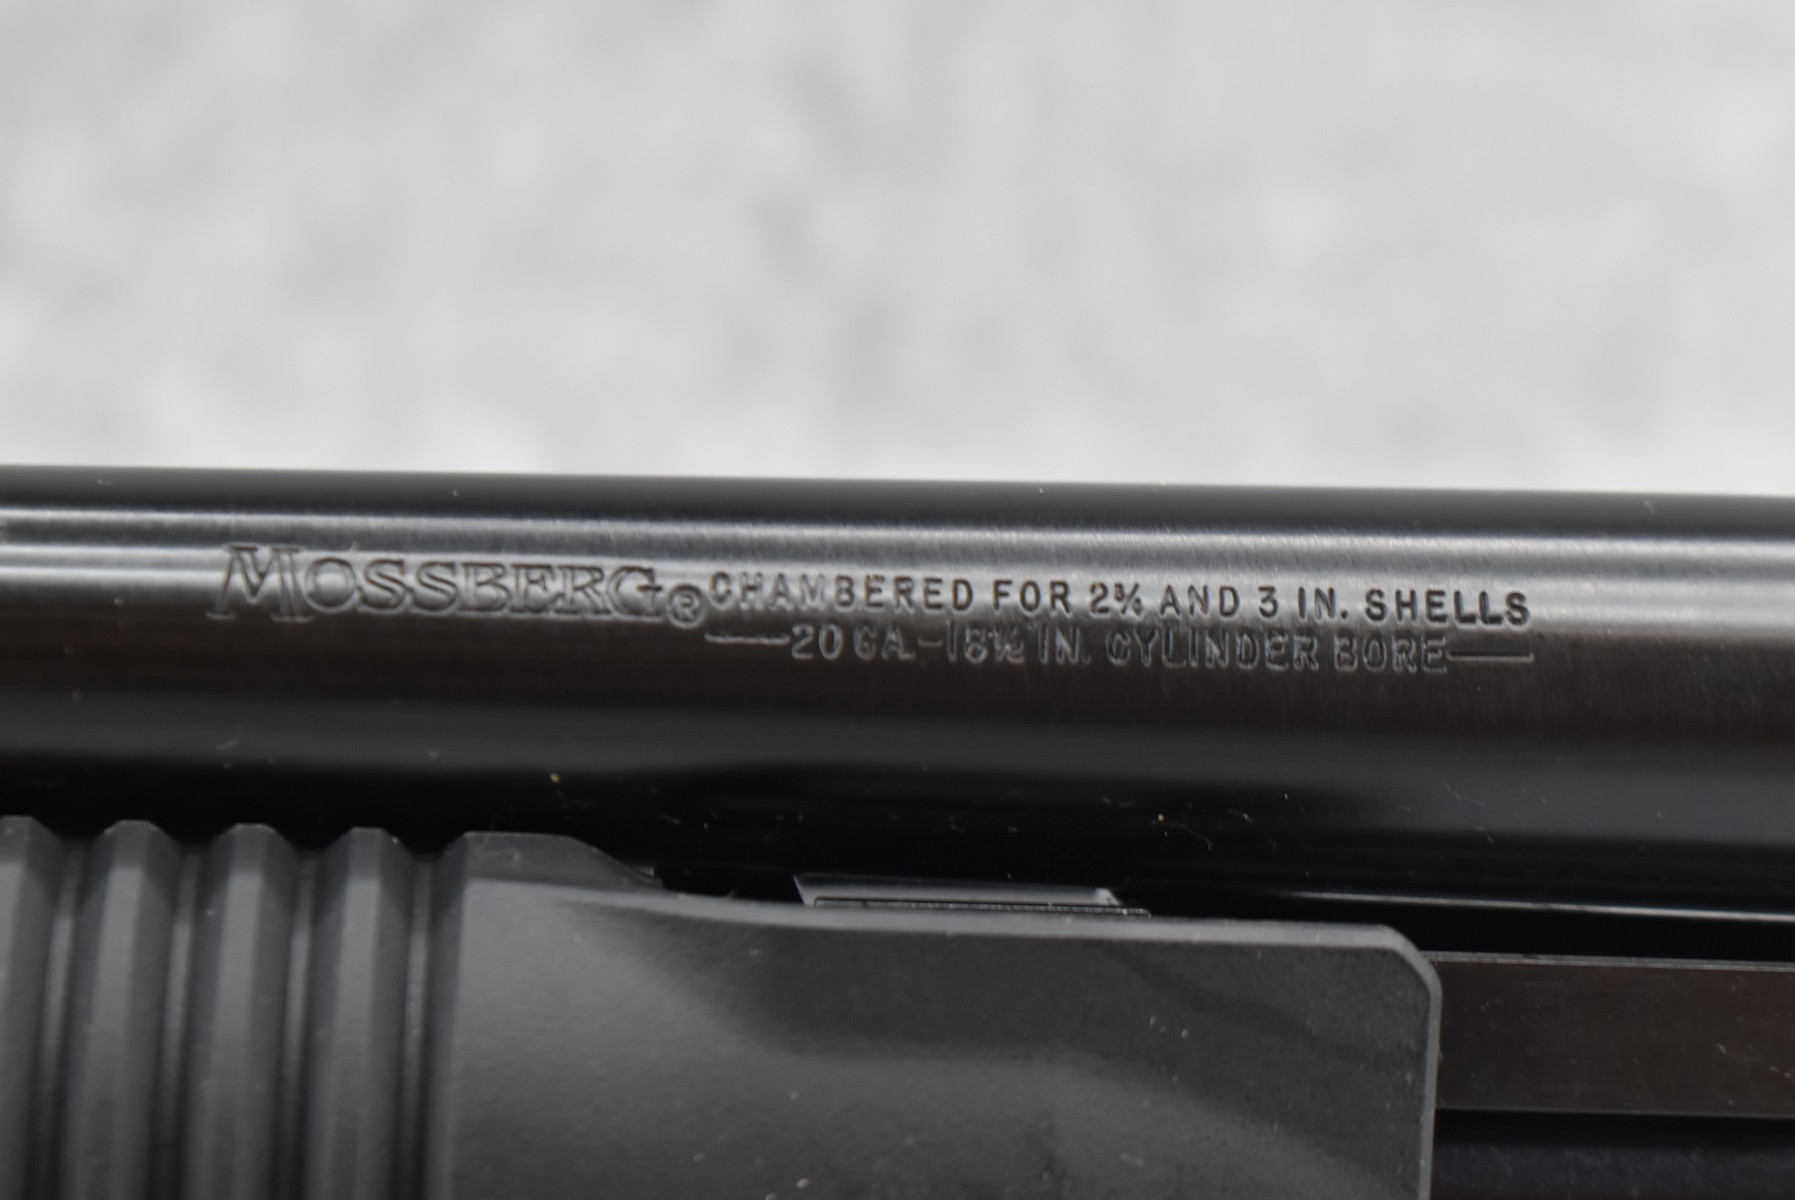 MOSSBERG® CHAMBERED FOR 2¾ AND 3 IN. SHELLS
—20 GA.-18½ IN. CYLINDER BORE—